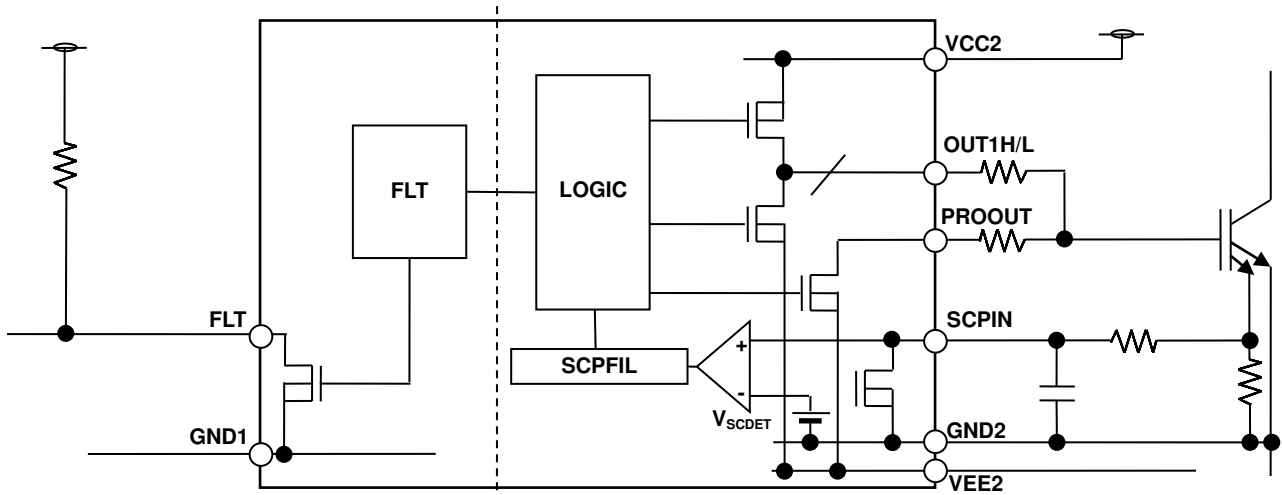 VCC2
OUT1H/L
FLT
LOGIC
PROOUT
FLT
SCPIN
+
SCPFIL
-
VSCDET
GND1
GND2
VEE2